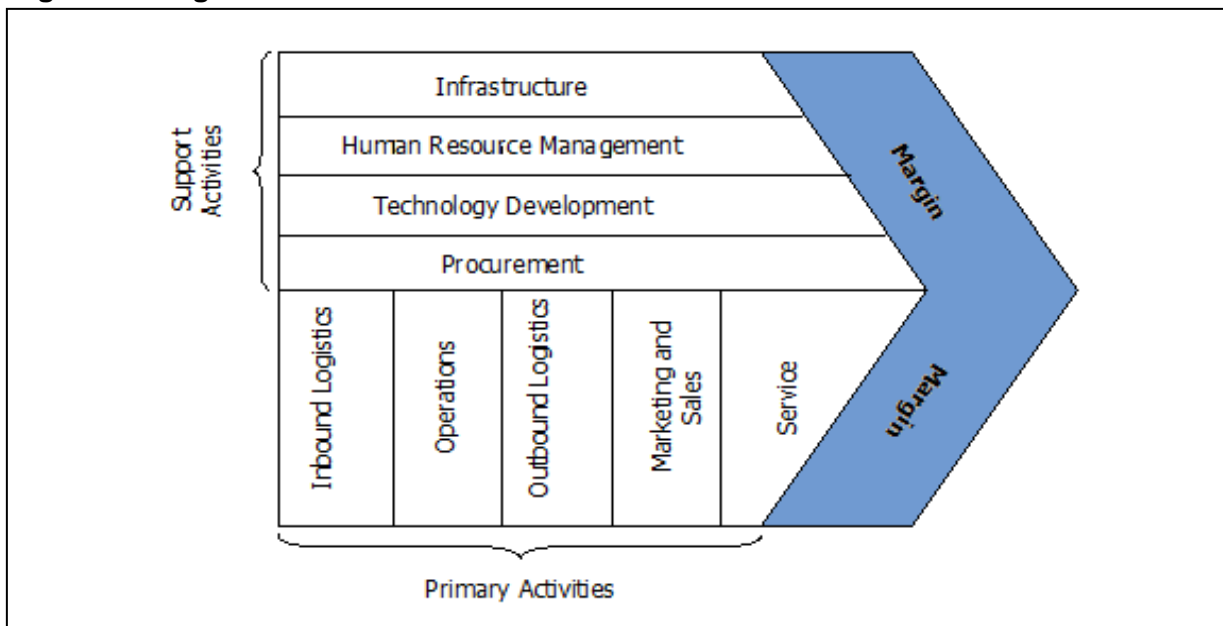 Infrastructure
Human Resource Management
Technology Development
Procurement
Support
Activities
Margin
Inbound Logistics
Operations
Outbound Logistics
Marketing and
Sales
Service
Margin
Primary Activities